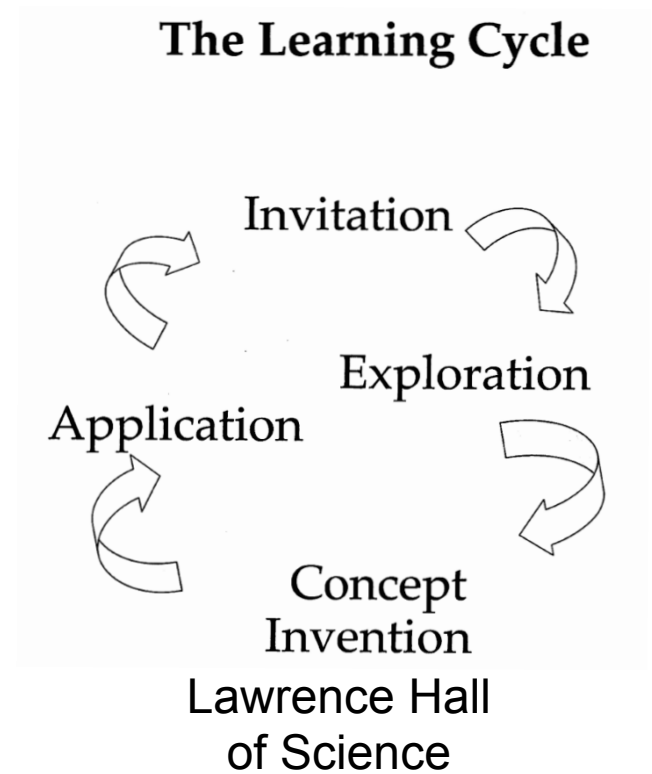 The Learning Cycle
Invitation
Exploration
Application
Concept
Invention
Lawrence Hall
of Science